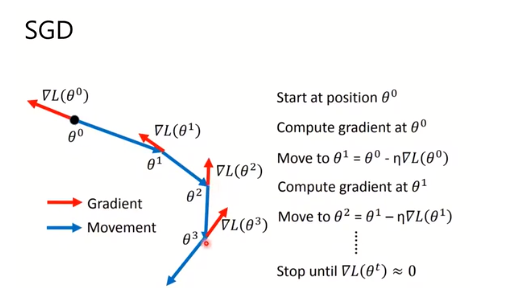 SGD
∇L(θ⁰)
θ⁰
∇L(θ¹)
θ¹
∇L(θ²)
θ²
∇L(θ³)
θ³
Gradient
Movement
Start at position θ⁰
Compute gradient at θ⁰
Move to θ¹ = θ⁰ - η∇L(θ⁰)
Compute gradient at θ¹
Move to θ² = θ¹ – η∇L(θ¹)
⋮
Stop until ∇L(θᵗ) ≈ 0